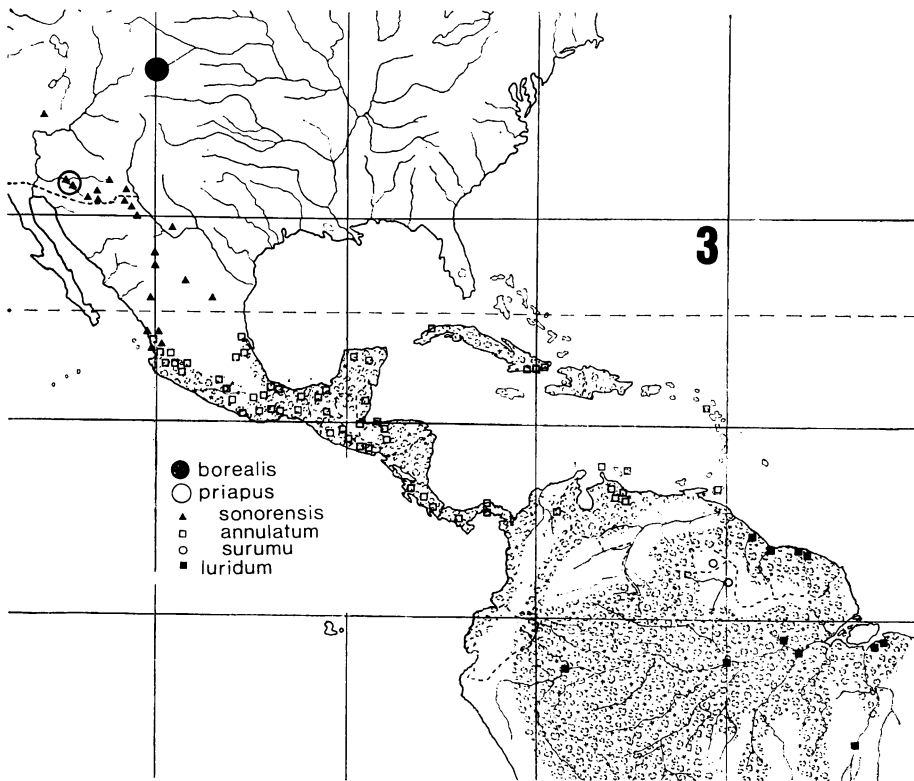 3
borealis
priapus
sonorensis
annulatum
surumu
luridum